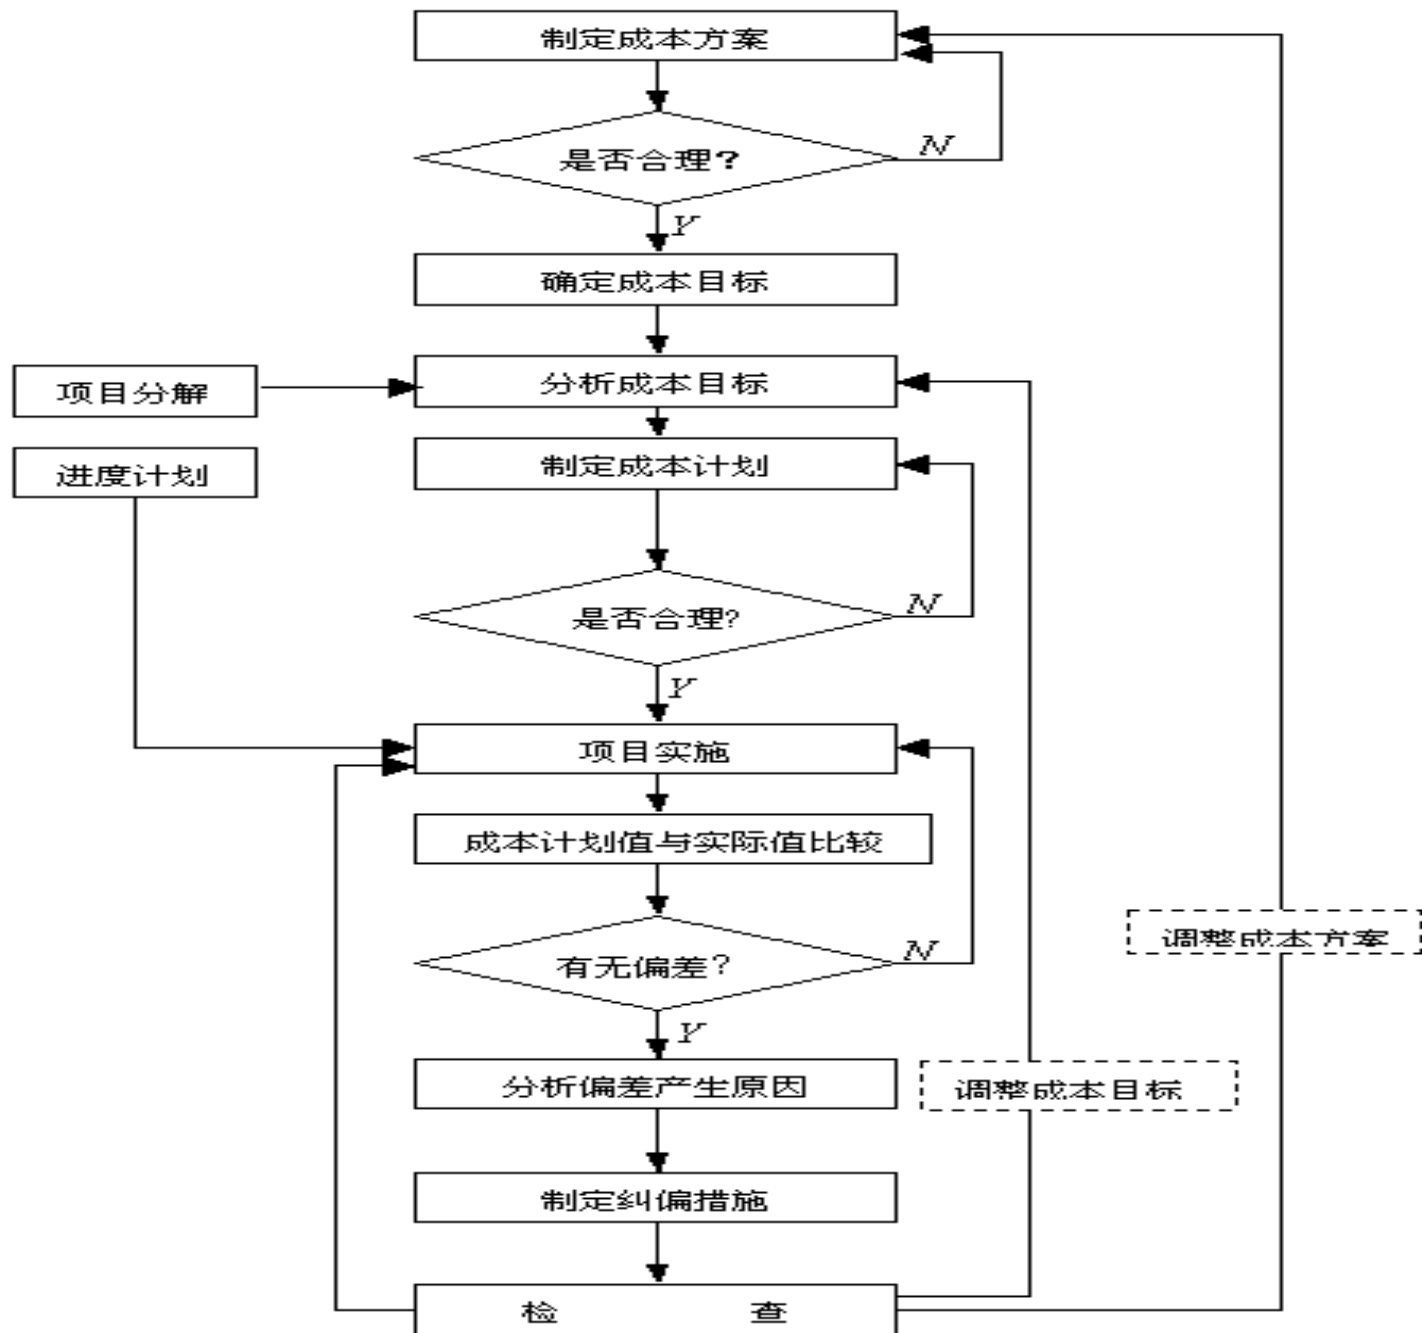 制定成本方案
是否合理?
N
Y
确定成本目标
项目分解
分析成本目标
进度计划
制定成本计划
是否合理?
N
Y
项目实施
成本计划值与实际值比较
调整成本方案
有无偏差?
N
Y
分析偏差产生原因
调整成本目标
制定纠偏措施
检 查